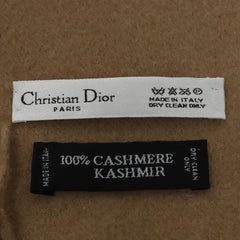 Christian Dior
PARIS
MADE IN ITALY
DRY CLEAN ONLY
MADE IN ITALY
100% CASHMERE
KASHMIR
DRY CLEAN
ONLY